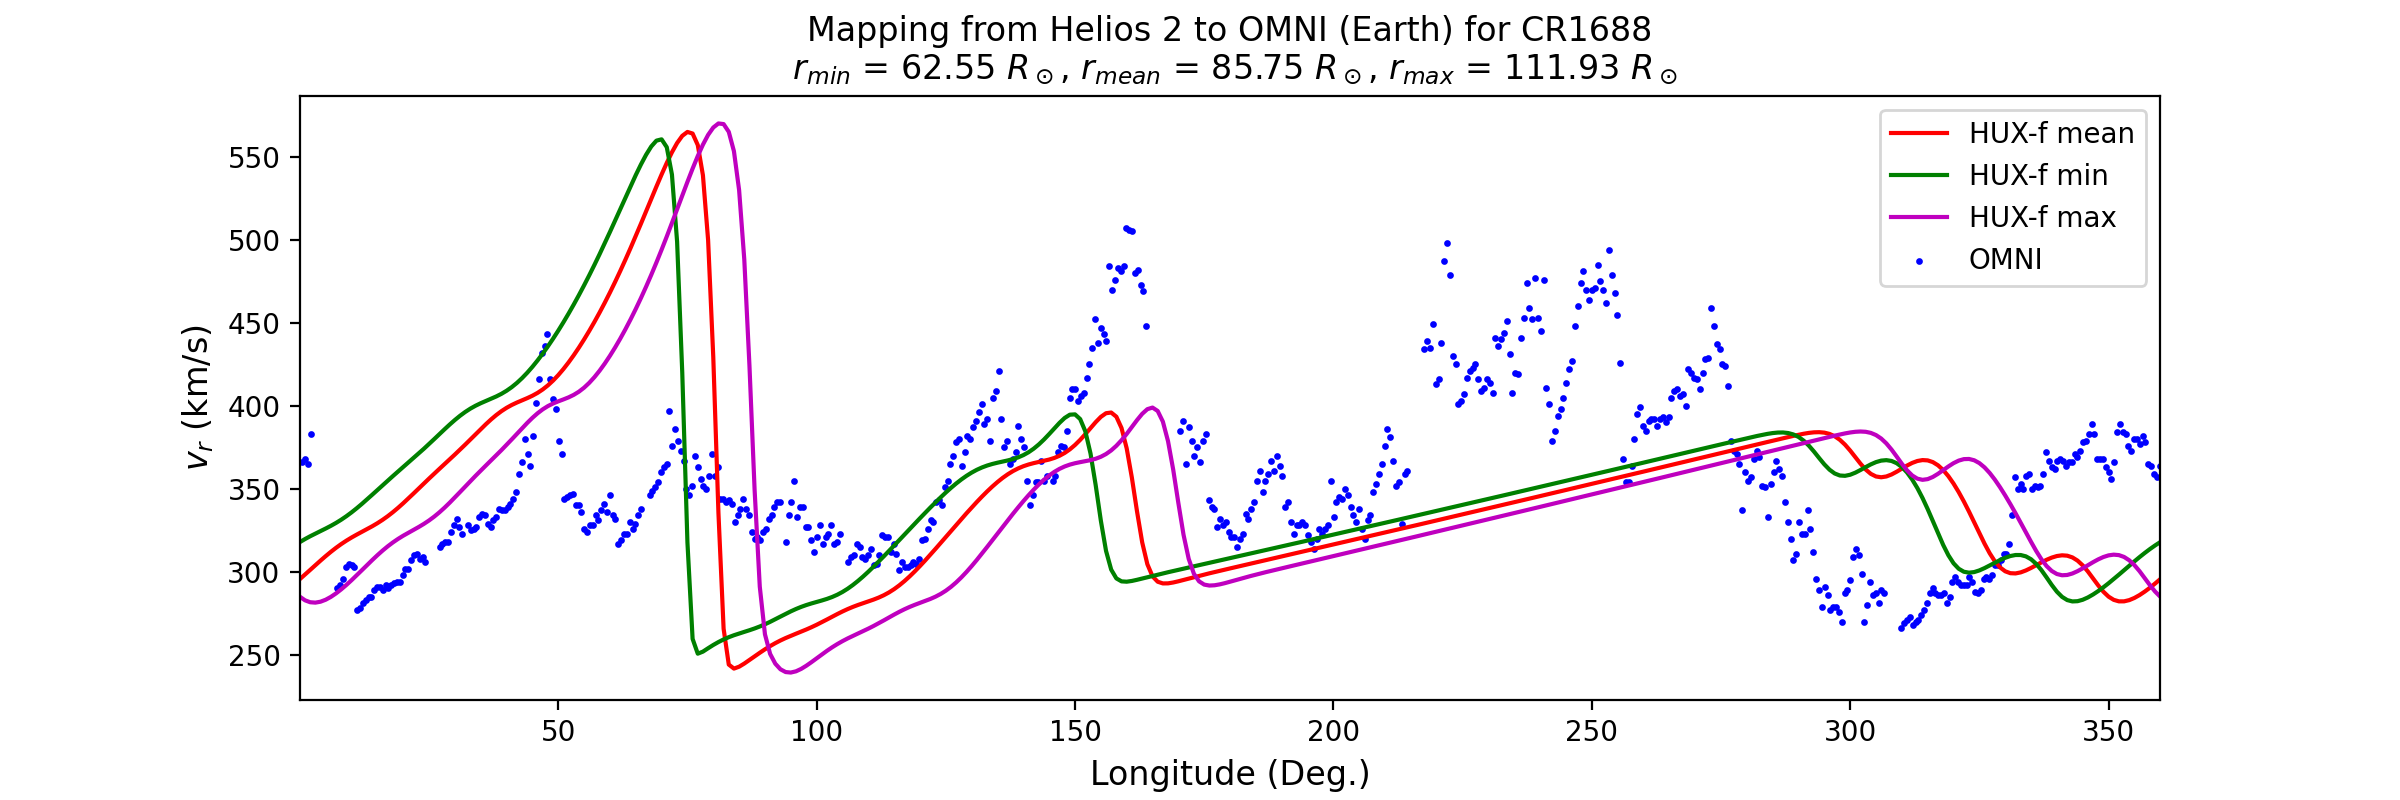 Mapping from Helios 2 to OMNI (Earth) for CR1688
r_min = 62.55 R_⊙, r_mean = 85.75 R_⊙, r_max = 111.93 R_⊙
HUX-f mean
HUX-f min
HUX-f max
OMNI
v_r (km/s)
550
500
450
400
350
300
250
50 100 150 200 250 300 350
Longitude (Deg.)